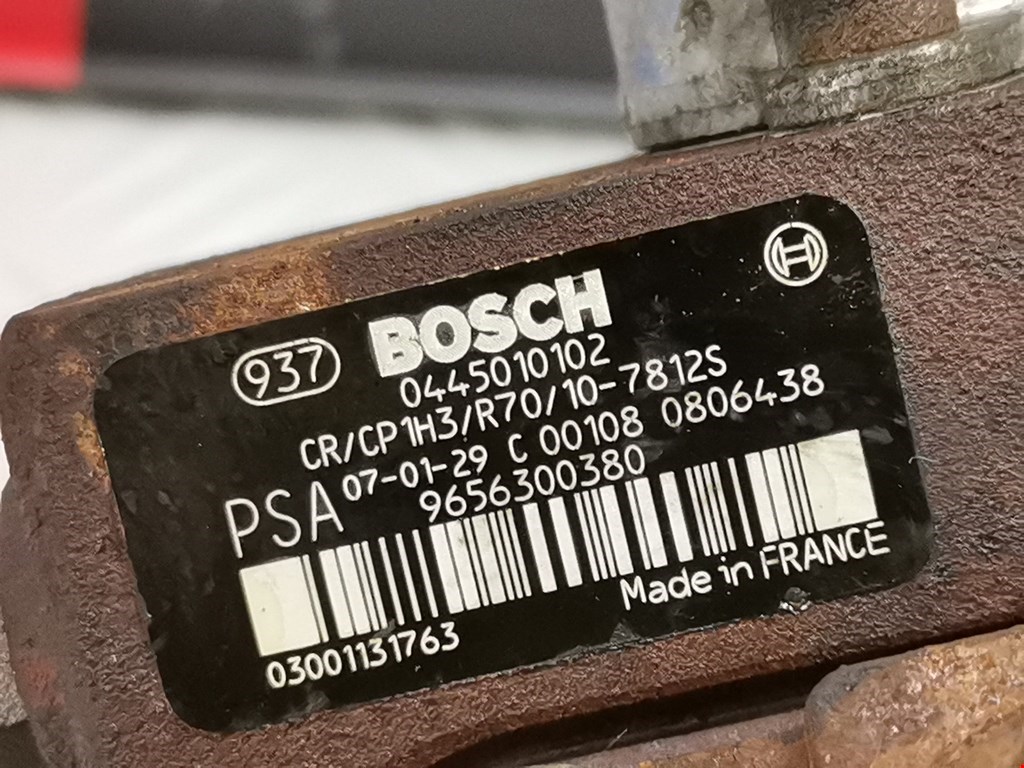 937 BOSCH
0445010102
CR/CP1H3/R70/10-7812S
07-01-29 C 00108 0806438
PSA 9656300380
03001131763 Made in FRANCE